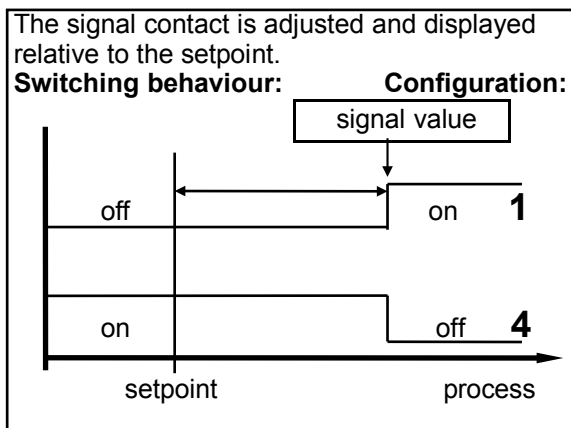 The signal contact is adjusted and displayed
relative to the setpoint.
Switching behaviour: Configuration:
signal value
off on 1
on off 4
setpoint process